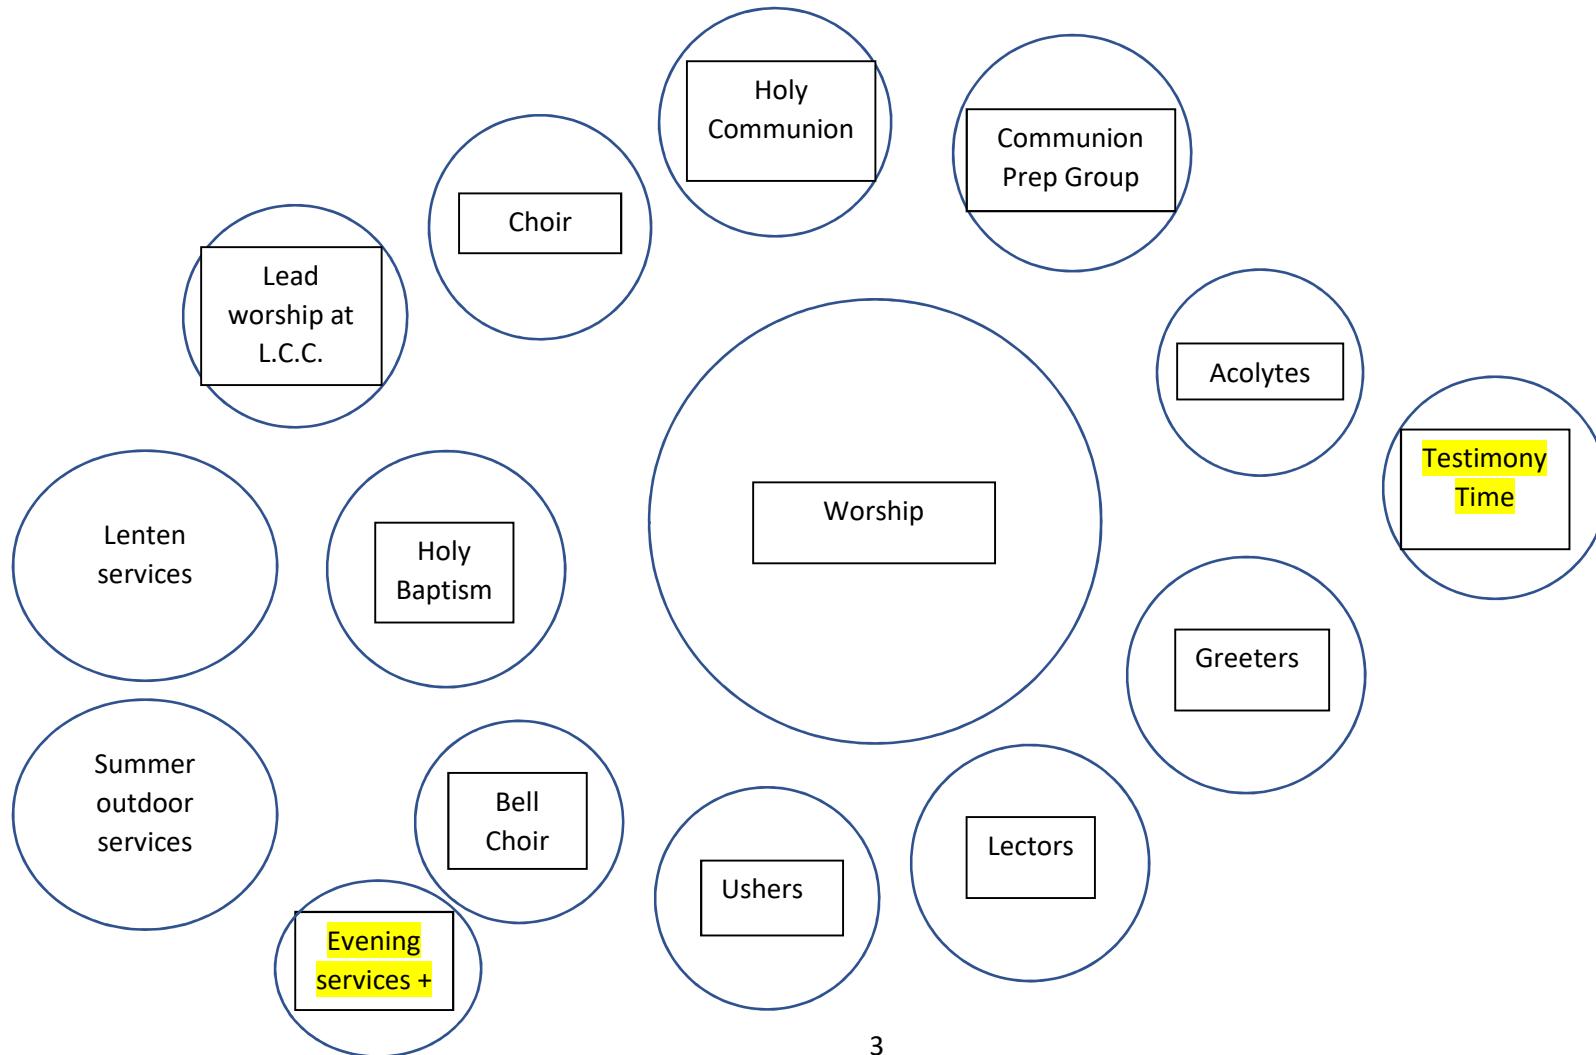 Holy
Communion
Communion
Prep Group
Choir
Lead
worship at
L.C.C.
Acolytes
Testimony
Time
Worship
Lenten
services
Holy
Baptism
Greeters
Summer
outdoor
services
Bell
Choir
Lectors
Ushers
Evening
services +
3